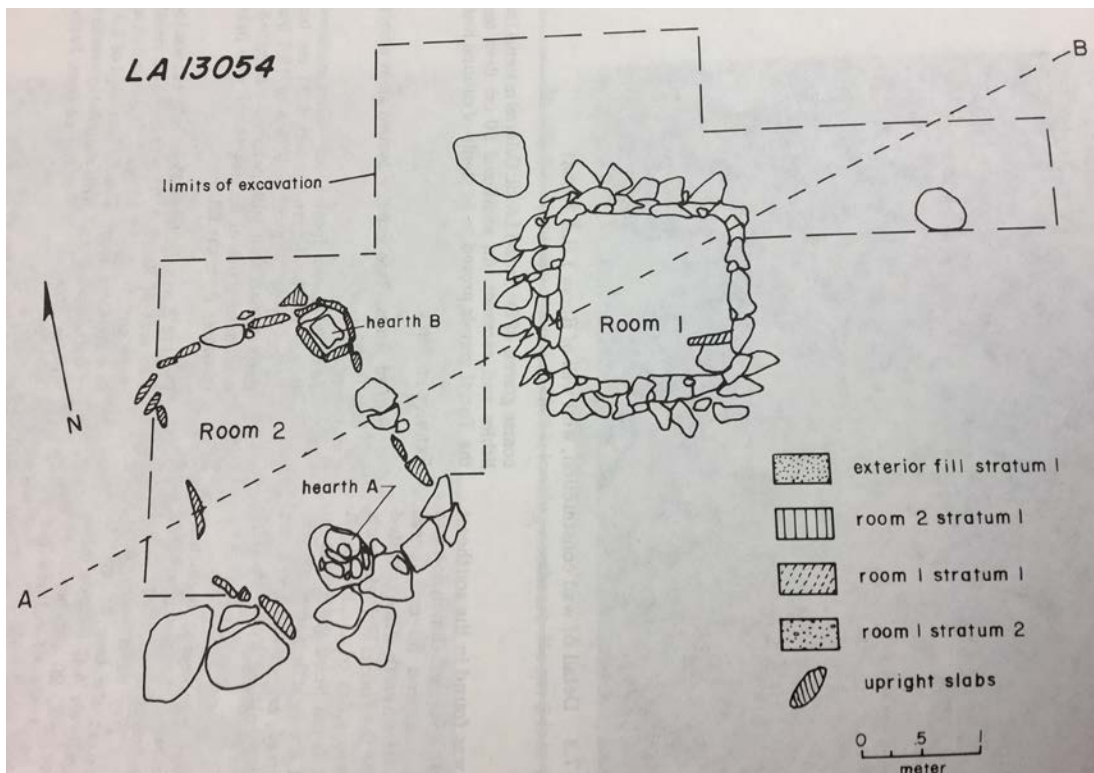 LA 13054
B
limits of excavation
hearth B
Room 1
N
Room 2
hearth A
A
exterior fill stratum 1
room 2 stratum 1
room 1 stratum 1
room 1 stratum 2
upright slabs
0 .5 1
meter